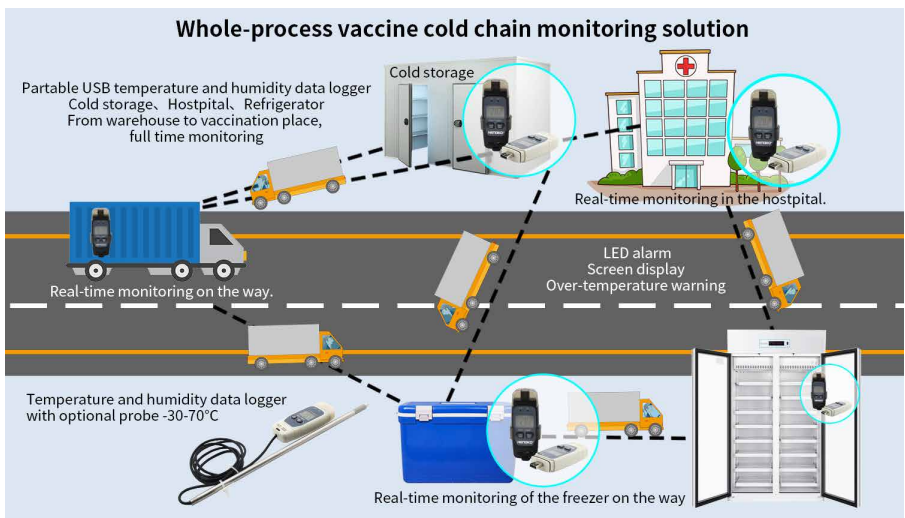 Whole-process vaccine cold chain monitoring solution
Partable USB temperature and humidity data logger
Cold storage、Hostpital、Refrigerator
From warehouse to vaccination place,
full time monitoring
Cold storage
Real-time monitoring in the hostpital.
LED alarm
Screen display
Over-temperature warning
Real-time monitoring on the way.
Temperature and humidity data logger
with optional probe -30-70°C
Real-time monitoring of the freezer on the way